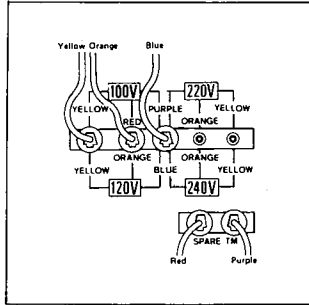 Yellow Orange Blue
100V 220V
YELLOW RED PURPLE ORANGE YELLOW
YELLOW ORANGE BLUE ORANGE YELLOW
120V 240V
SPARE TM
Red Purple